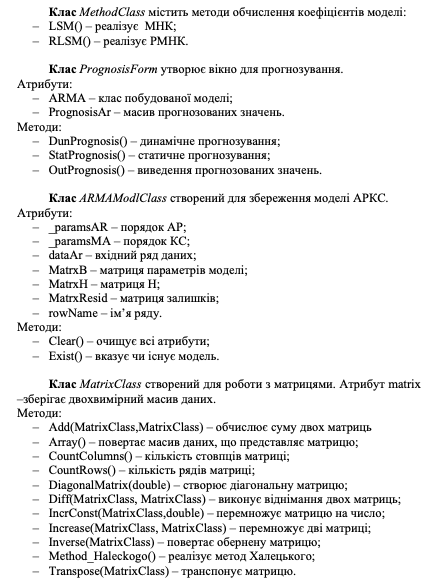 Клас MethodClass містить методи обчислення коефіцієнтів моделі:
– LSM() – реалізує МНК;
– RLSM() – реалізує РМНК.
Клас PrognosisForm утворює вікно для прогнозування.
Атрибути:
– ARMA – клас побудованої моделі;
– PrognosisAr – масив прогнозованих значень.
Методи:
– DunPrognosis() – динамічне прогнозування;
– StatPrognosis() – статичне прогнозування;
– OutPrognosis() – виведення прогнозованих значень.
Клас ARMAModlClass створений для збереження моделі АРКС.
Атрибути:
– _paramsAR – порядок АР;
– _paramsMA – порядок КС;
– dataAr – вхідний ряд даних;
– MatrxB – матриця параметрів моделі;
– MatrxH – матриця H;
– MatrxResid – матриця залишків;
– rowName – ім’я ряду.
Методи:
– Clear() – очищує всі атрибути;
– Exist() – вказує чи існує модель.
Клас MatrixClass створений для роботи з матрицями. Атрибут matrix
–зберігає двохвимірний масив даних.
Методи:
– Add(MatrixClass,MatrixClass) – обчислює суму двох матриць
– Array() – повертає масив даних, що представляє матрицю;
– CountColumns() – кількість стовпців матриці;
– CountRows() – кількість рядів матриці;
– DiagonalMatrix(double) – створює діагональну матрицю;
– Diff(MatrixClass, MatrixClass) – виконує віднімання двох матриць;
– IncrConst(MatrixClass,double) – перемножує матрицю на число;
– Increase(MatrixClass, MatrixClass) – перемножує дві матриці;
– Inverse(MatrixClass) – повертає обернену матрицю;
– Method_Haleckogo() – реалізує метод Халецького;
– Transpose(MatrixClass) – транспонує матрицю.